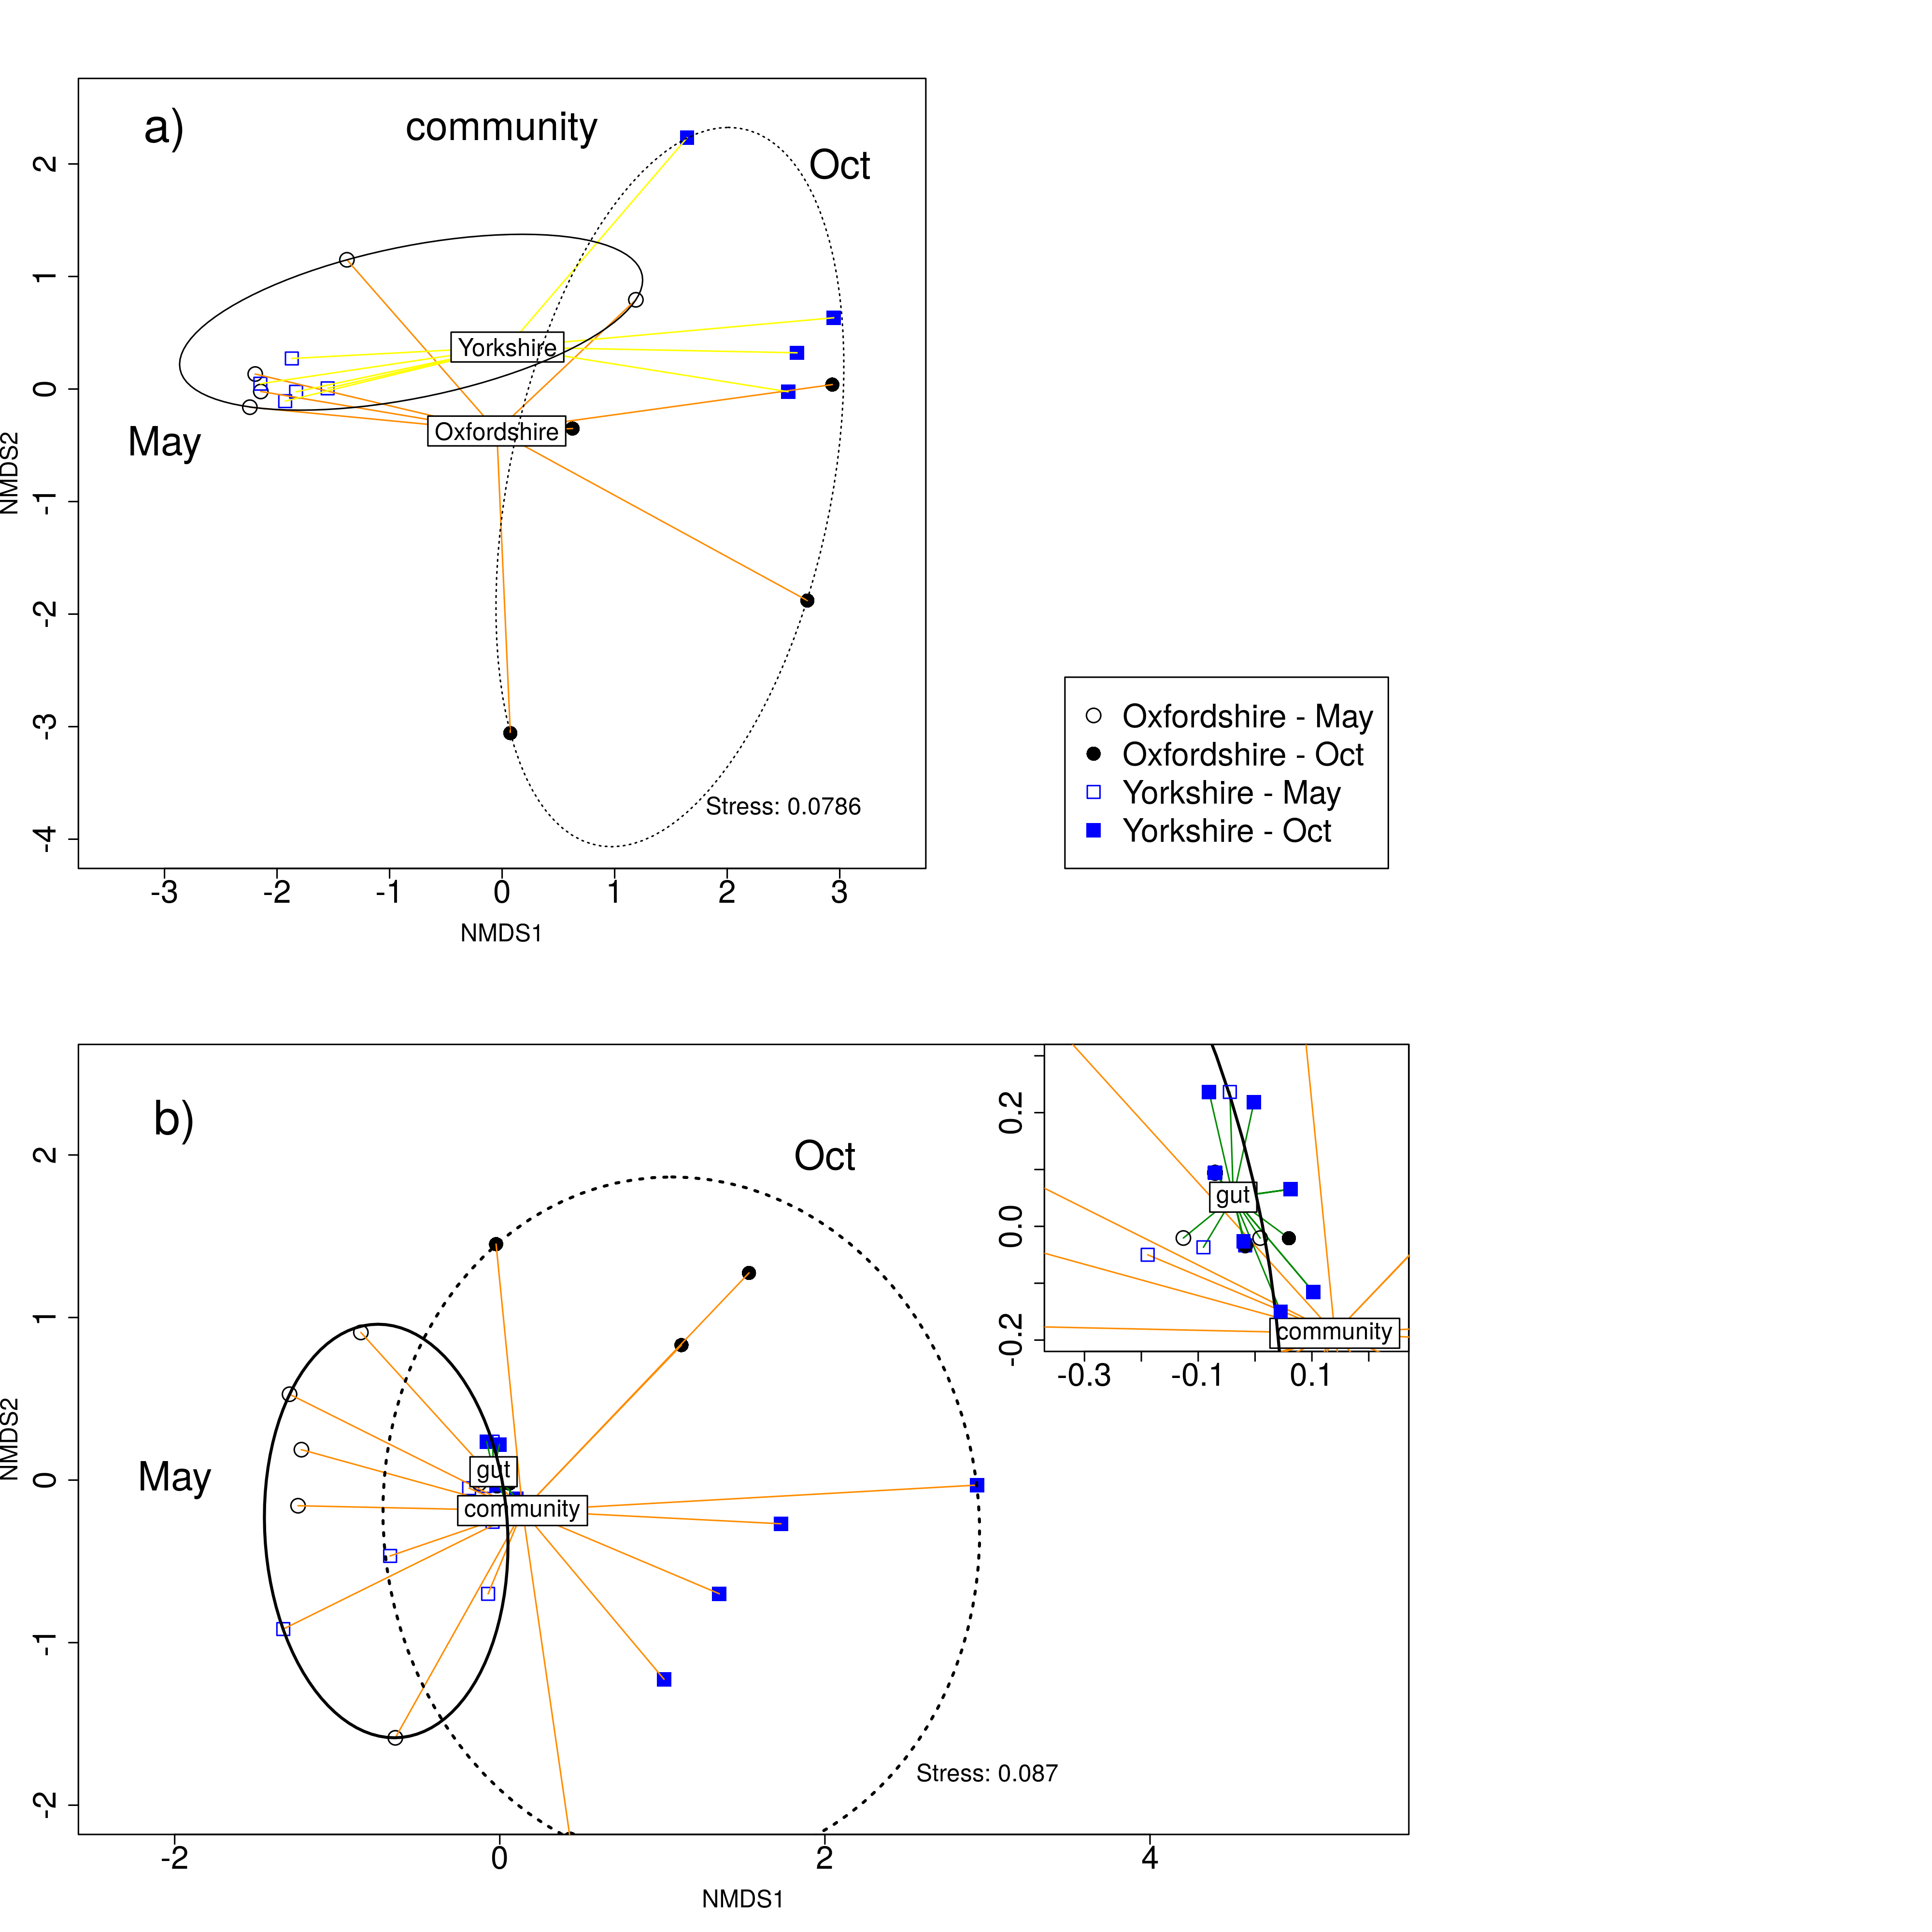 a)
community
Oct
Yorkshire
Oxfordshire
May
Stress: 0.0786
2
1
0
-1
-2
-3
-4
NMDS2
-3
-2
-1
0
1
2
3
NMDS1
Oxfordshire - May
Oxfordshire - Oct
Yorkshire - May
Yorkshire - Oct
b)
Oct
May
gut
community
Stress: 0.087
2
1
0
-1
-2
NMDS2
-2
0
2
4
NMDS1
0.2
0.0
-0.2
gut
community
-0.3
-0.1
0.1